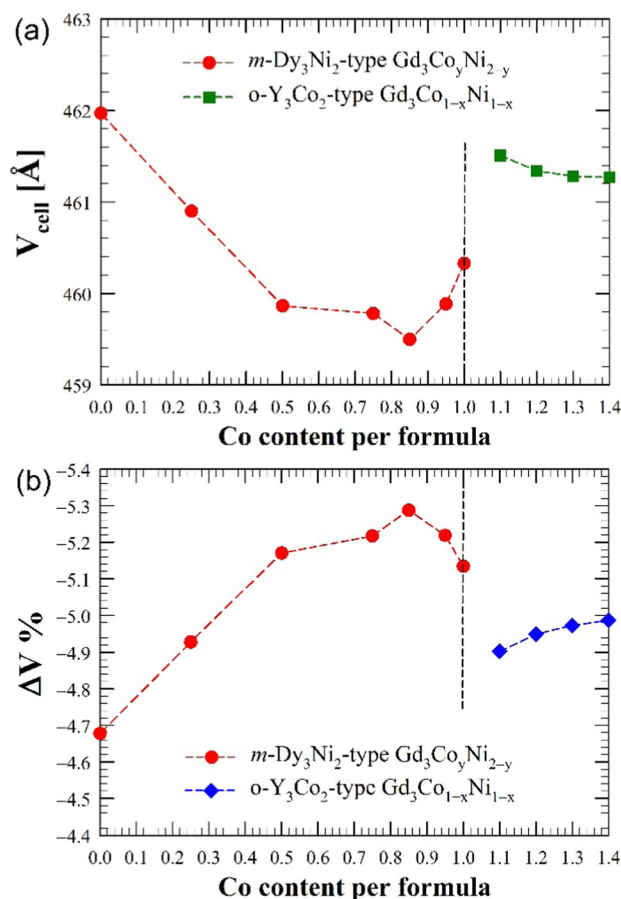 (a)
463
462
461
460
459
V_cell [Å]
m-Dy₃Ni₂-type Gd₃Co_yNi₂₋y
o-Y₃Co₂-type Gd₃Co₁₋ₓNi₁₋ₓ
0.0 0.1 0.2 0.3 0.4 0.5 0.6 0.7 0.8 0.9 1.0 1.1 1.2 1.3 1.4
Co content per formula
(b)
−5.4
−5.3
−5.2
−5.1
−5.0
−4.9
−4.8
−4.7
−4.6
−4.5
−4.4
ΔV %
m-Dy₃Ni₂-type Gd₃Co_yNi₂₋y
o-Y₃Co₂-type Gd₃Co₁₋ₓNi₁₋ₓ
0.0 0.1 0.2 0.3 0.4 0.5 0.6 0.7 0.8 0.9 1.0 1.1 1.2 1.3 1.4
Co content per formula